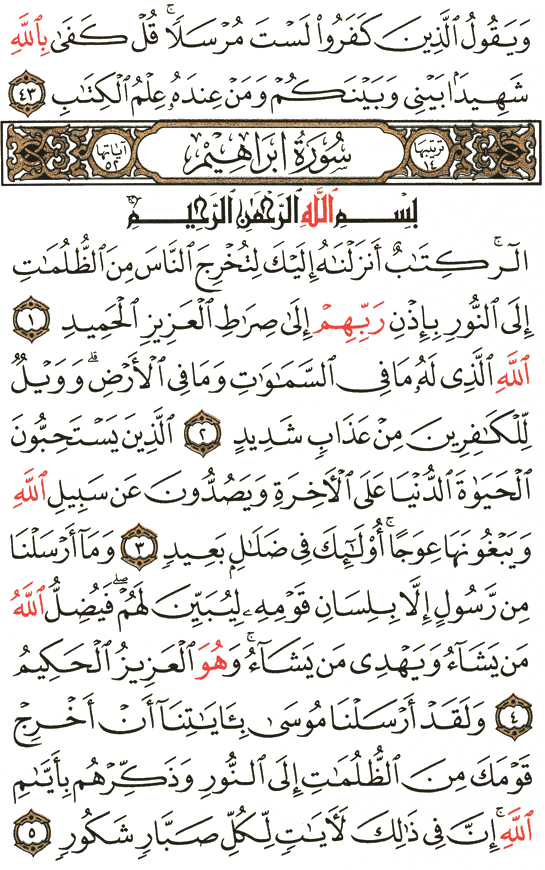 وَيَقُولُ ٱلَّذِينَ كَفَرُوا۟ لَسْتَ مُرْسَلًا ۚ قُلْ كَفَىٰ بِٱللَّهِ
شَهِيدًۢا بَيْنِى وَبَيْنَكُمْ وَمَنْ عِندَهُۥ عِلْمُ ٱلْكِتَٰبِ ٤٣
ترتيبها ١٤ سُورَةُ ابْرَاهِيْم آياتها ٥٢
بِسْمِ ٱللَّهِ ٱلرَّحْمَٰنِ ٱلرَّحِيمِ
الٓر ۚ كِتَٰبٌ أَنزَلْنَٰهُ إِلَيْكَ لِتُخْرِجَ ٱلنَّاسَ مِنَ ٱلظُّلُمَٰتِ
إِلَى ٱلنُّورِ بِإِذْنِ رَبِّهِمْ إِلَىٰ صِرَٰطِ ٱلْعَزِيزِ ٱلْحَمِيدِ ١
ٱللَّهِ ٱلَّذِى لَهُۥ مَا فِى ٱلسَّمَٰوَٰتِ وَمَا فِى ٱلْأَرْضِ ۗ وَوَيْلٌ
لِّلْكَٰفِرِينَ مِنْ عَذَابٍ شَدِيدٍ ٢ ٱلَّذِينَ يَسْتَحِبُّونَ
ٱلْحَيَوٰةَ ٱلدُّنْيَا عَلَى ٱلْءَاخِرَةِ وَيَصُدُّونَ عَن سَبِيلِ ٱللَّهِ
وَيَبْغُونَهَا عِوَجًا ۚ أُو۟لَٰٓئِكَ فِى ضَلَٰلٍۭ بَعِيدٍ ٣ وَمَآ أَرْسَلْنَا
مِن رَّسُولٍ إِلَّا بِلِسَانِ قَوْمِهِۦ لِيُبَيِّنَ لَهُمْ ۖ فَيُضِلُّ ٱللَّهُ
مَن يَشَآءُ وَيَهْدِى مَن يَشَآءُ ۚ وَهُوَ ٱلْعَزِيزُ ٱلْحَكِيمُ
٤ وَلَقَدْ أَرْسَلْنَا مُوسَىٰ بِـَٔايَٰتِنَآ أَنْ أَخْرِجْ
قَوْمَكَ مِنَ ٱلظُّلُمَٰتِ إِلَى ٱلنُّورِ وَذَكِّرْهُم بِأَيَّىٰمِ
ٱللَّهِ ۚ إِنَّ فِى ذَٰلِكَ لَءَايَٰتٍ لِّكُلِّ صَبَّارٍ شَكُورٍ ٥